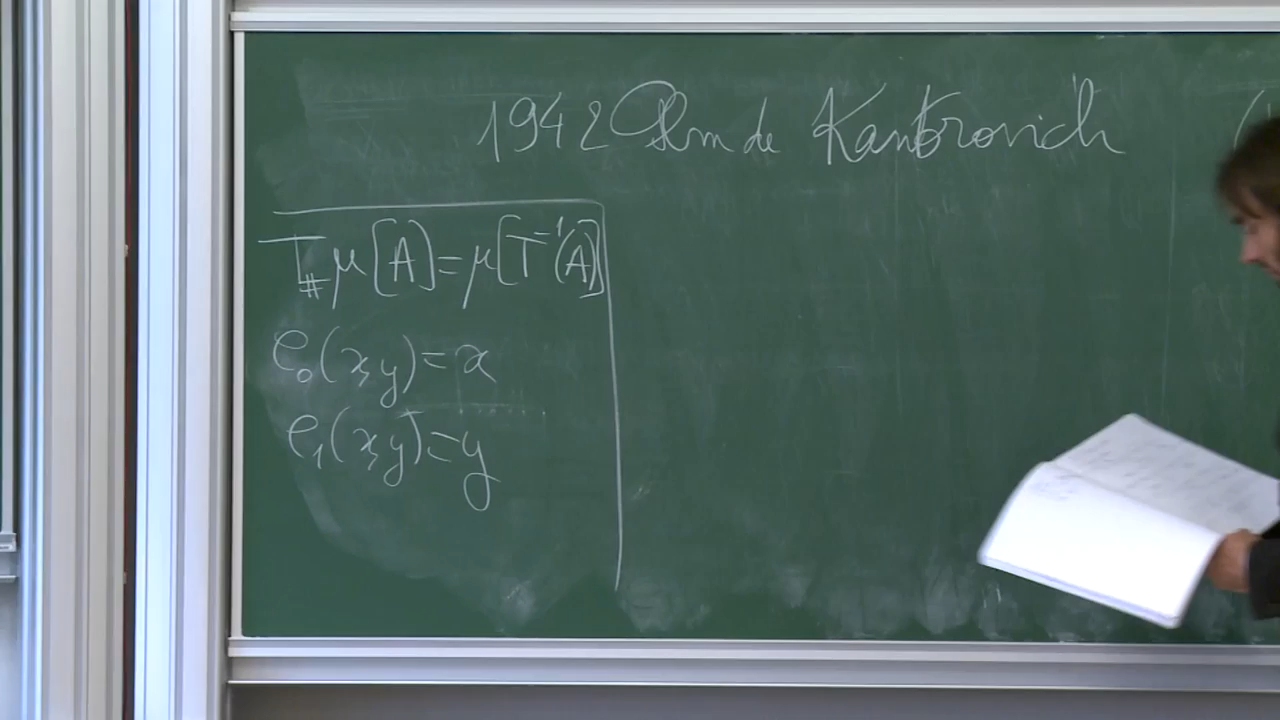 1942 Pbm de Kantorovich (
T#μ[A]=μ[T⁻¹(A)]
e₀(x,y)=x
e₁(x,y)=y